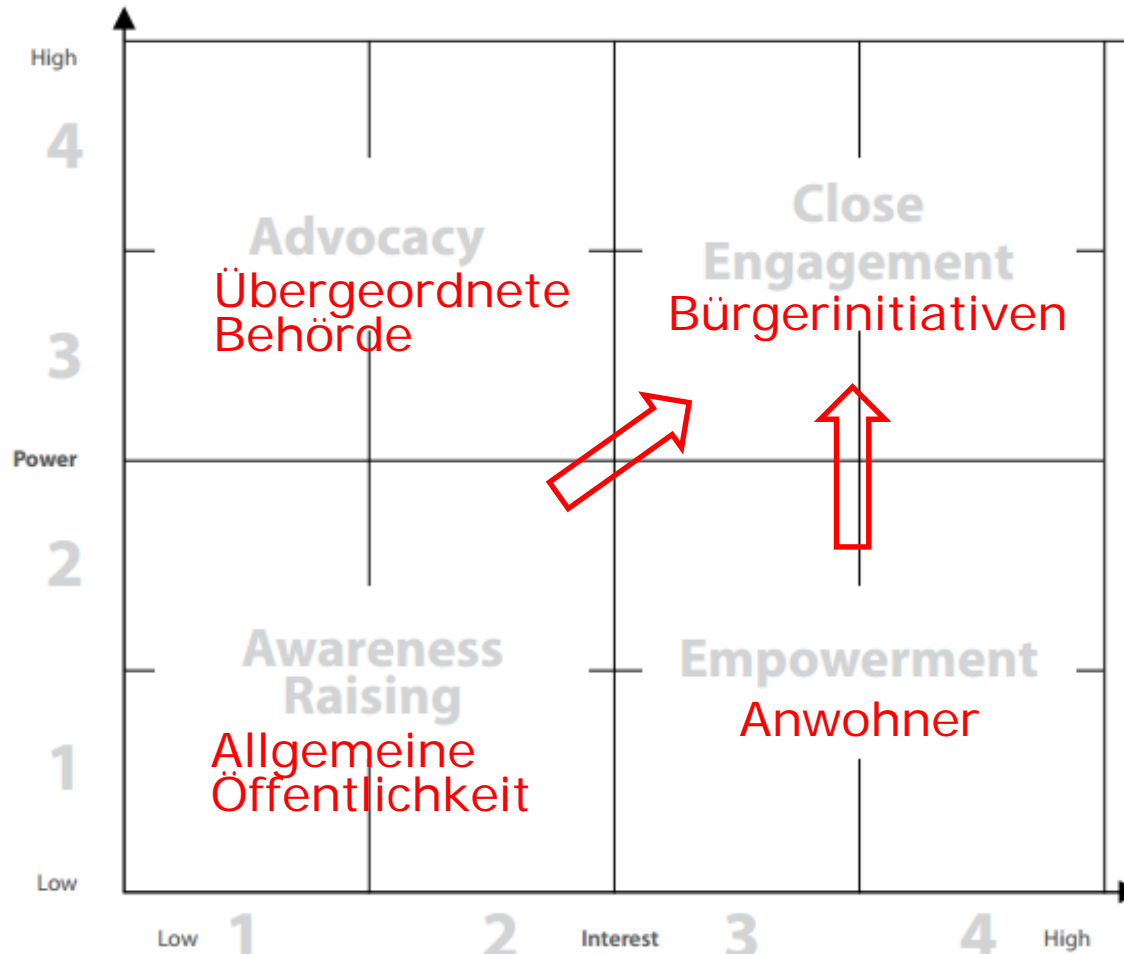 High
4
Advocacy
Übergeordnete
Behörde
Close
Engagement
Bürgerinitiativen
3
Power
2
Awareness
Raising
Allgemeine
Öffentlichkeit
Empowerment
Anwohner
1
Low
Low 1 2 Interest 3 4 High